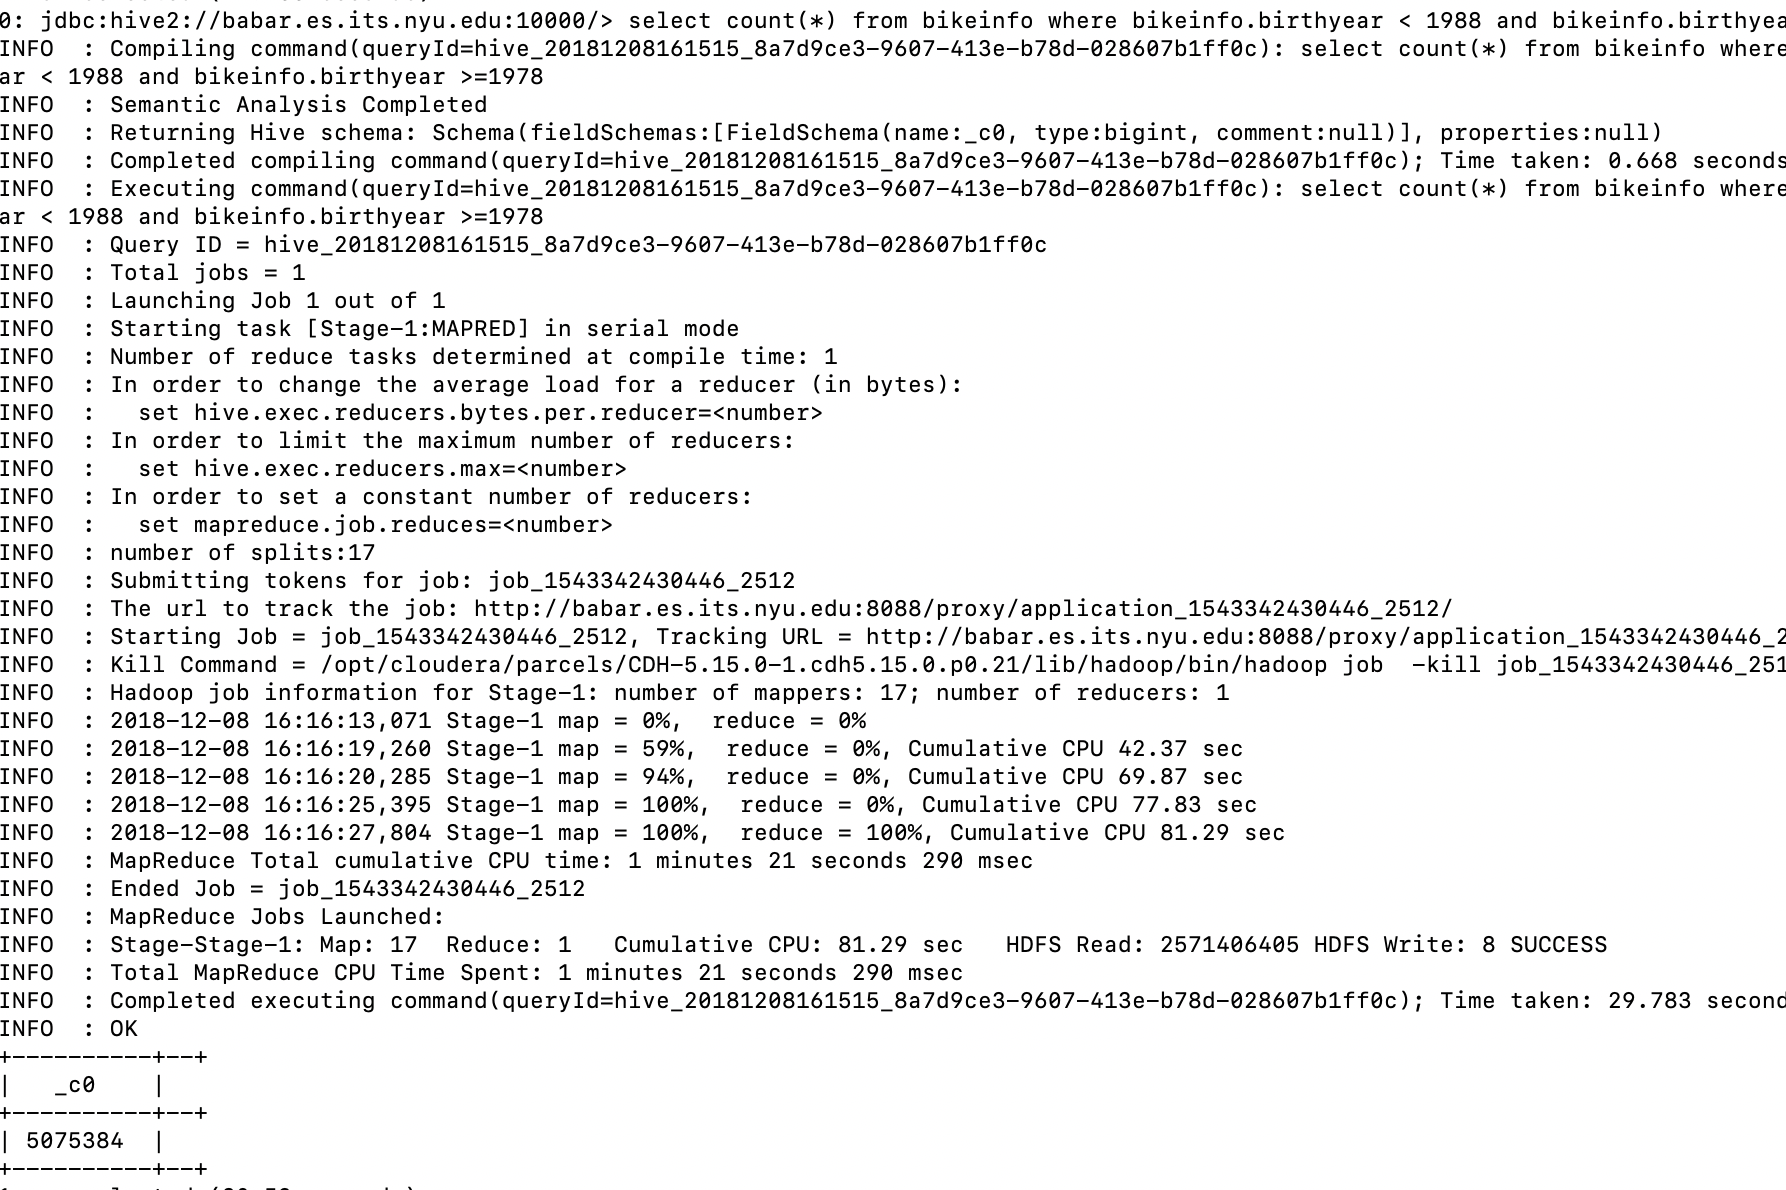 0: jdbc:hive2://babar.es.its.nyu.edu:10000/> select count(*) from bikeinfo where bikeinfo.birthyear < 1988 and bikeinfo.birthyea
INFO  : Compiling command(queryId=hive_20181208161515_8a7d9ce3-9607-413e-b78d-028607b1ff0c): select count(*) from bikeinfo where
ar < 1988 and bikeinfo.birthyear >=1978
INFO  : Semantic Analysis Completed
INFO  : Returning Hive schema: Schema(fieldSchemas:[FieldSchema(name:_c0, type:bigint, comment:null)], properties:null)
INFO  : Completed compiling command(queryId=hive_20181208161515_8a7d9ce3-9607-413e-b78d-028607b1ff0c); Time taken: 0.668 seconds
INFO  : Executing command(queryId=hive_20181208161515_8a7d9ce3-9607-413e-b78d-028607b1ff0c): select count(*) from bikeinfo where
ar < 1988 and bikeinfo.birthyear >=1978
INFO  : Query ID = hive_20181208161515_8a7d9ce3-9607-413e-b78d-028607b1ff0c
INFO  : Total jobs = 1
INFO  : Launching Job 1 out of 1
INFO  : Starting task [Stage-1:MAPRED] in serial mode
INFO  : Number of reduce tasks determined at compile time: 1
INFO  : In order to change the average load for a reducer (in bytes):
INFO  :   set hive.exec.reducers.bytes.per.reducer=<number>
INFO  : In order to limit the maximum number of reducers:
INFO  :   set hive.exec.reducers.max=<number>
INFO  : In order to set a constant number of reducers:
INFO  :   set mapreduce.job.reduces=<number>
INFO  : number of splits:17
INFO  : Submitting tokens for job: job_1543342430446_2512
INFO  : The url to track the job: http://babar.es.its.nyu.edu:8088/proxy/application_1543342430446_2512/
INFO  : Starting Job = job_1543342430446_2512, Tracking URL = http://babar.es.its.nyu.edu:8088/proxy/application_1543342430446_2
INFO  : Kill Command = /opt/cloudera/parcels/CDH-5.15.0-1.cdh5.15.0.p0.21/lib/hadoop/bin/hadoop job  -kill job_1543342430446_251
INFO  : Hadoop job information for Stage-1: number of mappers: 17; number of reducers: 1
INFO  : 2018-12-08 16:16:13,071 Stage-1 map = 0%,  reduce = 0%
INFO  : 2018-12-08 16:16:19,260 Stage-1 map = 59%,  reduce = 0%, Cumulative CPU 42.37 sec
INFO  : 2018-12-08 16:16:20,285 Stage-1 map = 94%,  reduce = 0%, Cumulative CPU 69.87 sec
INFO  : 2018-12-08 16:16:25,395 Stage-1 map = 100%,  reduce = 0%, Cumulative CPU 77.83 sec
INFO  : 2018-12-08 16:16:27,804 Stage-1 map = 100%,  reduce = 100%, Cumulative CPU 81.29 sec
INFO  : MapReduce Total cumulative CPU time: 1 minutes 21 seconds 290 msec
INFO  : Ended Job = job_1543342430446_2512
INFO  : MapReduce Jobs Launched:
INFO  : Stage-Stage-1: Map: 17  Reduce: 1   Cumulative CPU: 81.29 sec   HDFS Read: 2571406405 HDFS Write: 8 SUCCESS
INFO  : Total MapReduce CPU Time Spent: 1 minutes 21 seconds 290 msec
INFO  : Completed executing command(queryId=hive_20181208161515_8a7d9ce3-9607-413e-b78d-028607b1ff0c); Time taken: 29.783 second
INFO  : OK
+----------+--+
|   _c0    |
+----------+--+
| 5075384  |
+----------+--+